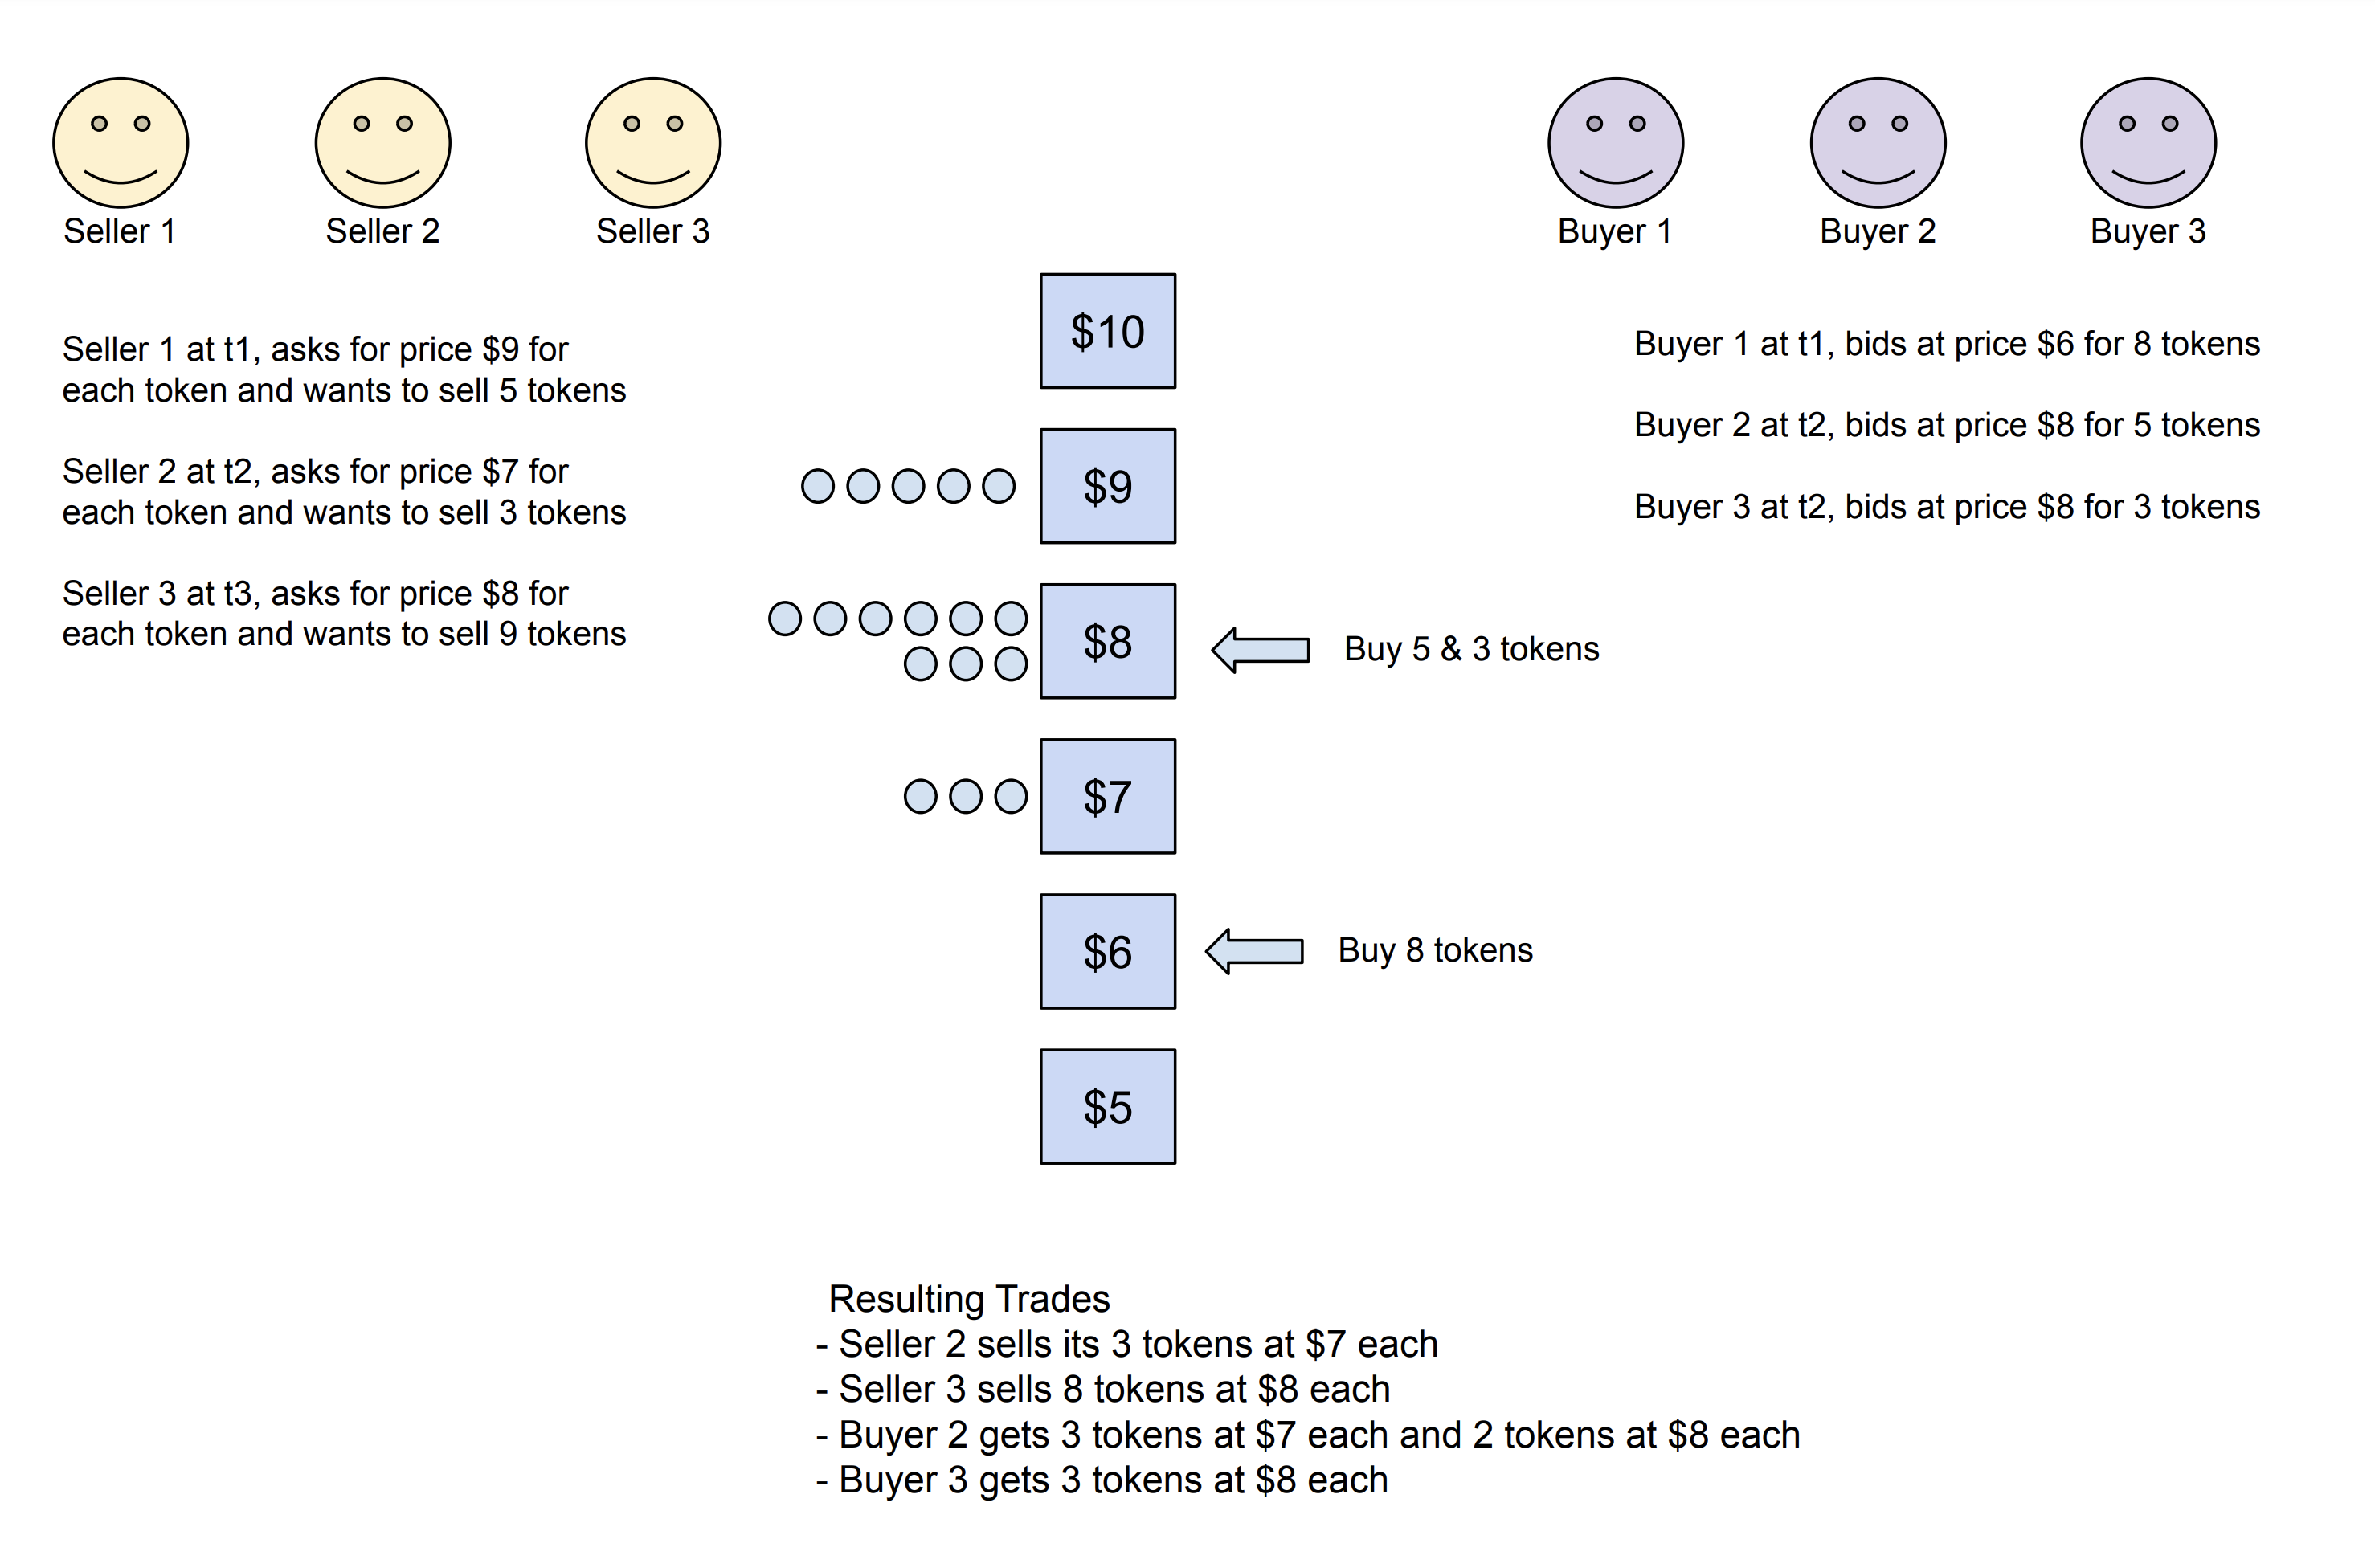 Seller 1
Seller 2
Seller 3
Buyer 1
Buyer 2
Buyer 3
Seller 1 at t1, asks for price $9 for
each token and wants to sell 5 tokens
Seller 2 at t2, asks for price $7 for
each token and wants to sell 3 tokens
Seller 3 at t3, asks for price $8 for
each token and wants to sell 9 tokens
$10
$9
$8
$7
$6
$5
Buyer 1 at t1, bids at price $6 for 8 tokens
Buyer 2 at t2, bids at price $8 for 5 tokens
Buyer 3 at t2, bids at price $8 for 3 tokens
Buy 5 & 3 tokens
Buy 8 tokens
Resulting Trades
- Seller 2 sells its 3 tokens at $7 each
- Seller 3 sells 8 tokens at $8 each
- Buyer 2 gets 3 tokens at $7 each and 2 tokens at $8 each
- Buyer 3 gets 3 tokens at $8 each